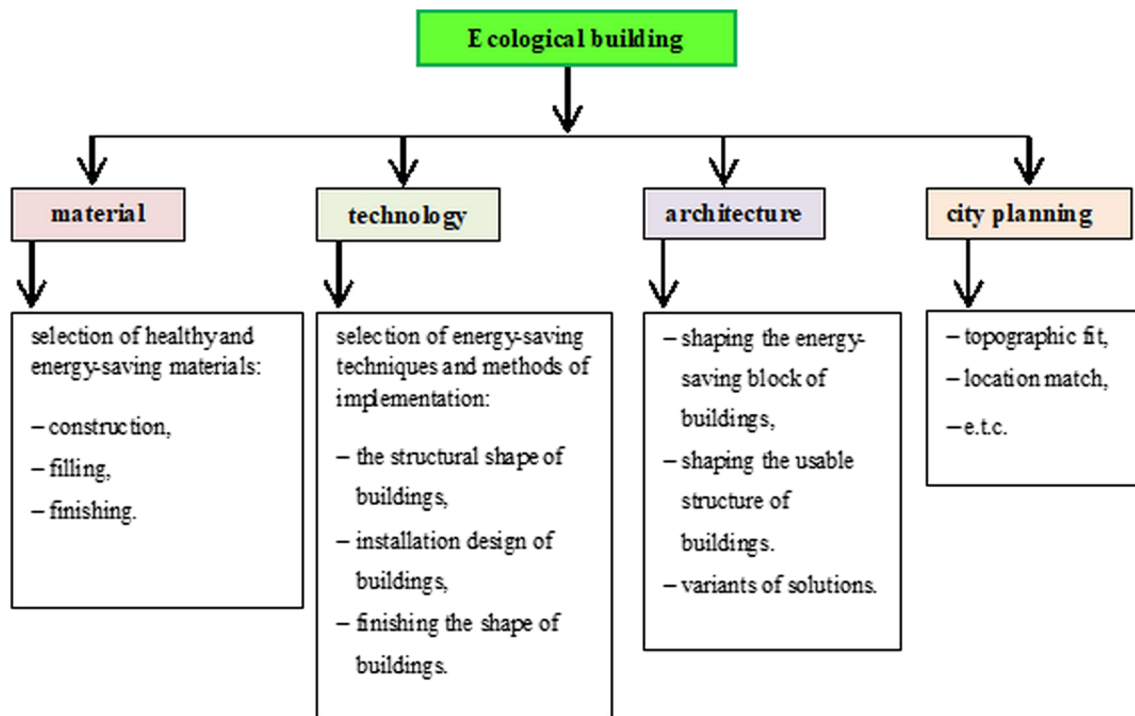 Ecological building
material
technology
architecture
city planning
selection of healthy and
energy-saving materials:
– construction,
– filling,
– finishing.
selection of energy-saving
techniques and methods of
implementation:
– the structural shape of
buildings,
– installation design of
buildings,
– finishing the shape of
buildings.
– shaping the energy-
saving block of
buildings,
– shaping the usable
structure of
buildings.
– variants of solutions.
– topographic fit,
– location match,
– e.t.c.